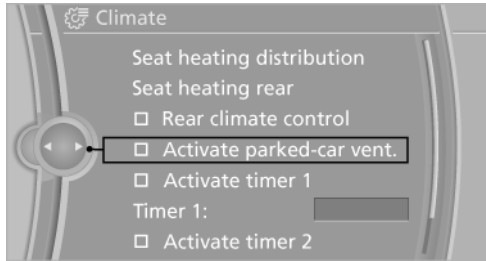 Climate
Seat heating distribution
Seat heating rear
Rear climate control
Activate parked-car vent.
Activate timer 1
Timer 1:
Activate timer 2